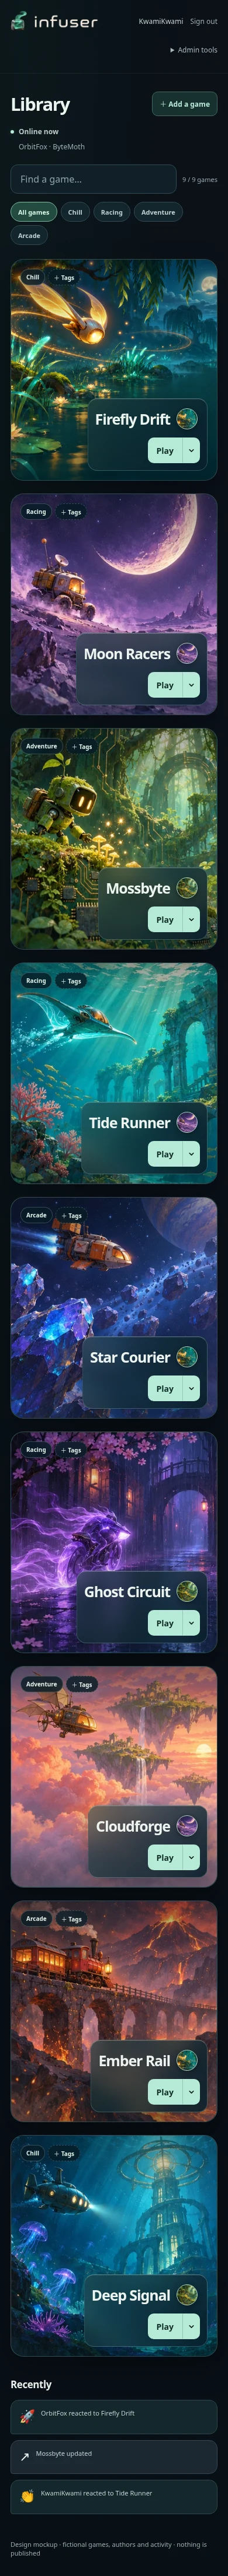 infuser
KwamiKwami Sign out
▶ Admin tools
Library
+ Add a game
Online now
OrbitFox · ByteMoth
Find a game...
9 / 9 games
All games
Chill
Racing
Adventure
Arcade
Chill
+ Tags
Firefly Drift
Play
Racing
+ Tags
Moon Racers
Play
Adventure
+ Tags
Mossbyte
Play
Racing
+ Tags
Tide Runner
Play
Arcade
+ Tags
Star Courier
Play
Racing
+ Tags
Ghost Circuit
Play
Adventure
+ Tags
Cloudforge
Play
Arcade
+ Tags
Ember Rail
Play
Chill
+ Tags
Deep Signal
Play
Recently
OrbitFox reacted to Firefly Drift
Mossbyte updated
KwamiKwami reacted to Tide Runner
Design mockup · fictional games, authors and activity · nothing is
published